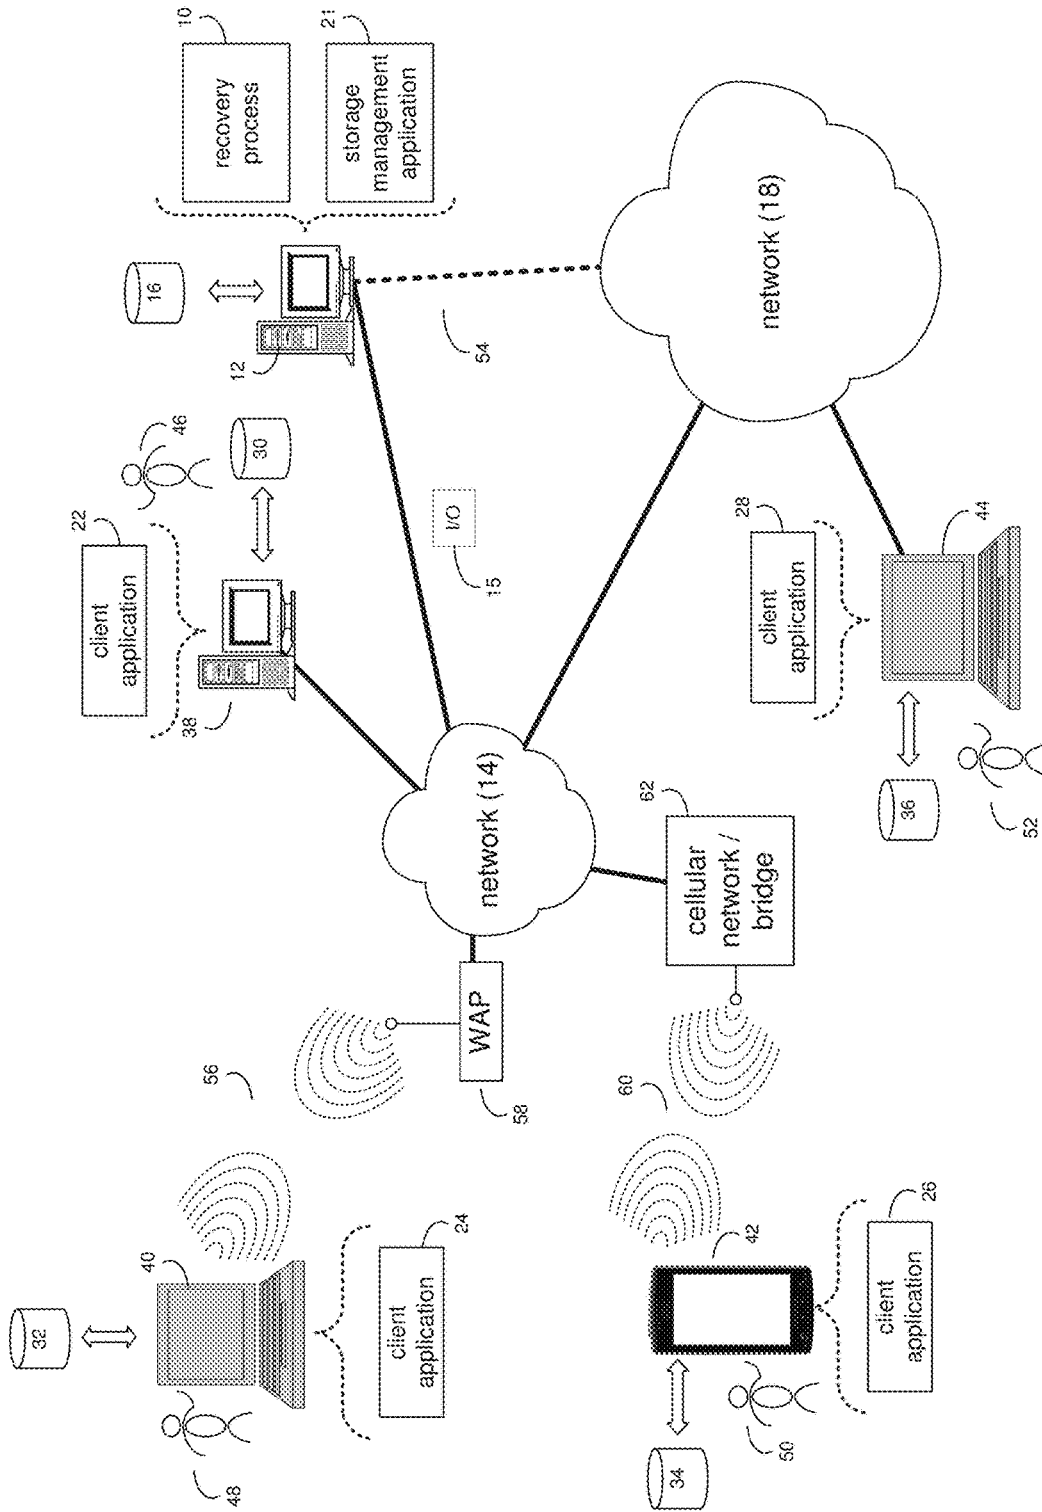 32
40
48
client
application
24
56
WAP
58
client
application
22
38
46
30
16
12
recovery
process
10
storage
management
application
21
I/O
15
54
network (14)
network (18)
60
cellular
network /
bridge
62
34
42
50
client
application
26
client
application
28
44
36
52